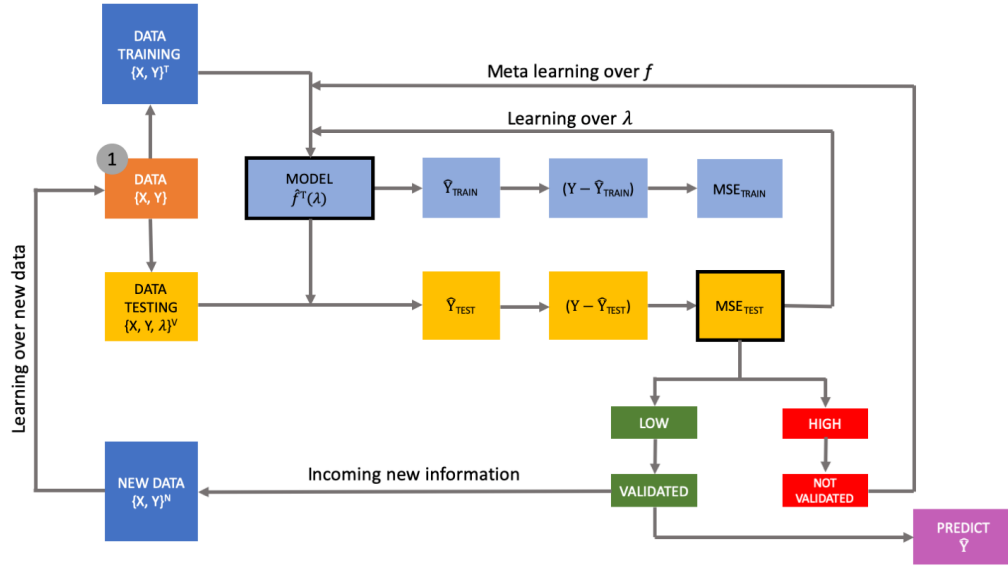 DATA
TRAINING
{X, Y}ᵀ
Meta learning over f
Learning over λ
1
DATA
{X, Y}
MODEL
f̂ᵀ(λ)
Ŷ_TRAIN
(Y − Ŷ_TRAIN)
MSE_TRAIN
DATA
TESTING
{X, Y, λ}ⱽ
Ŷ_TEST
(Y − Ŷ_TEST)
MSE_TEST
Learning over new data
LOW
HIGH
NEW DATA
{X, Y}ᴺ
Incoming new information
VALIDATED
NOT
VALIDATED
PREDICT
Ŷ